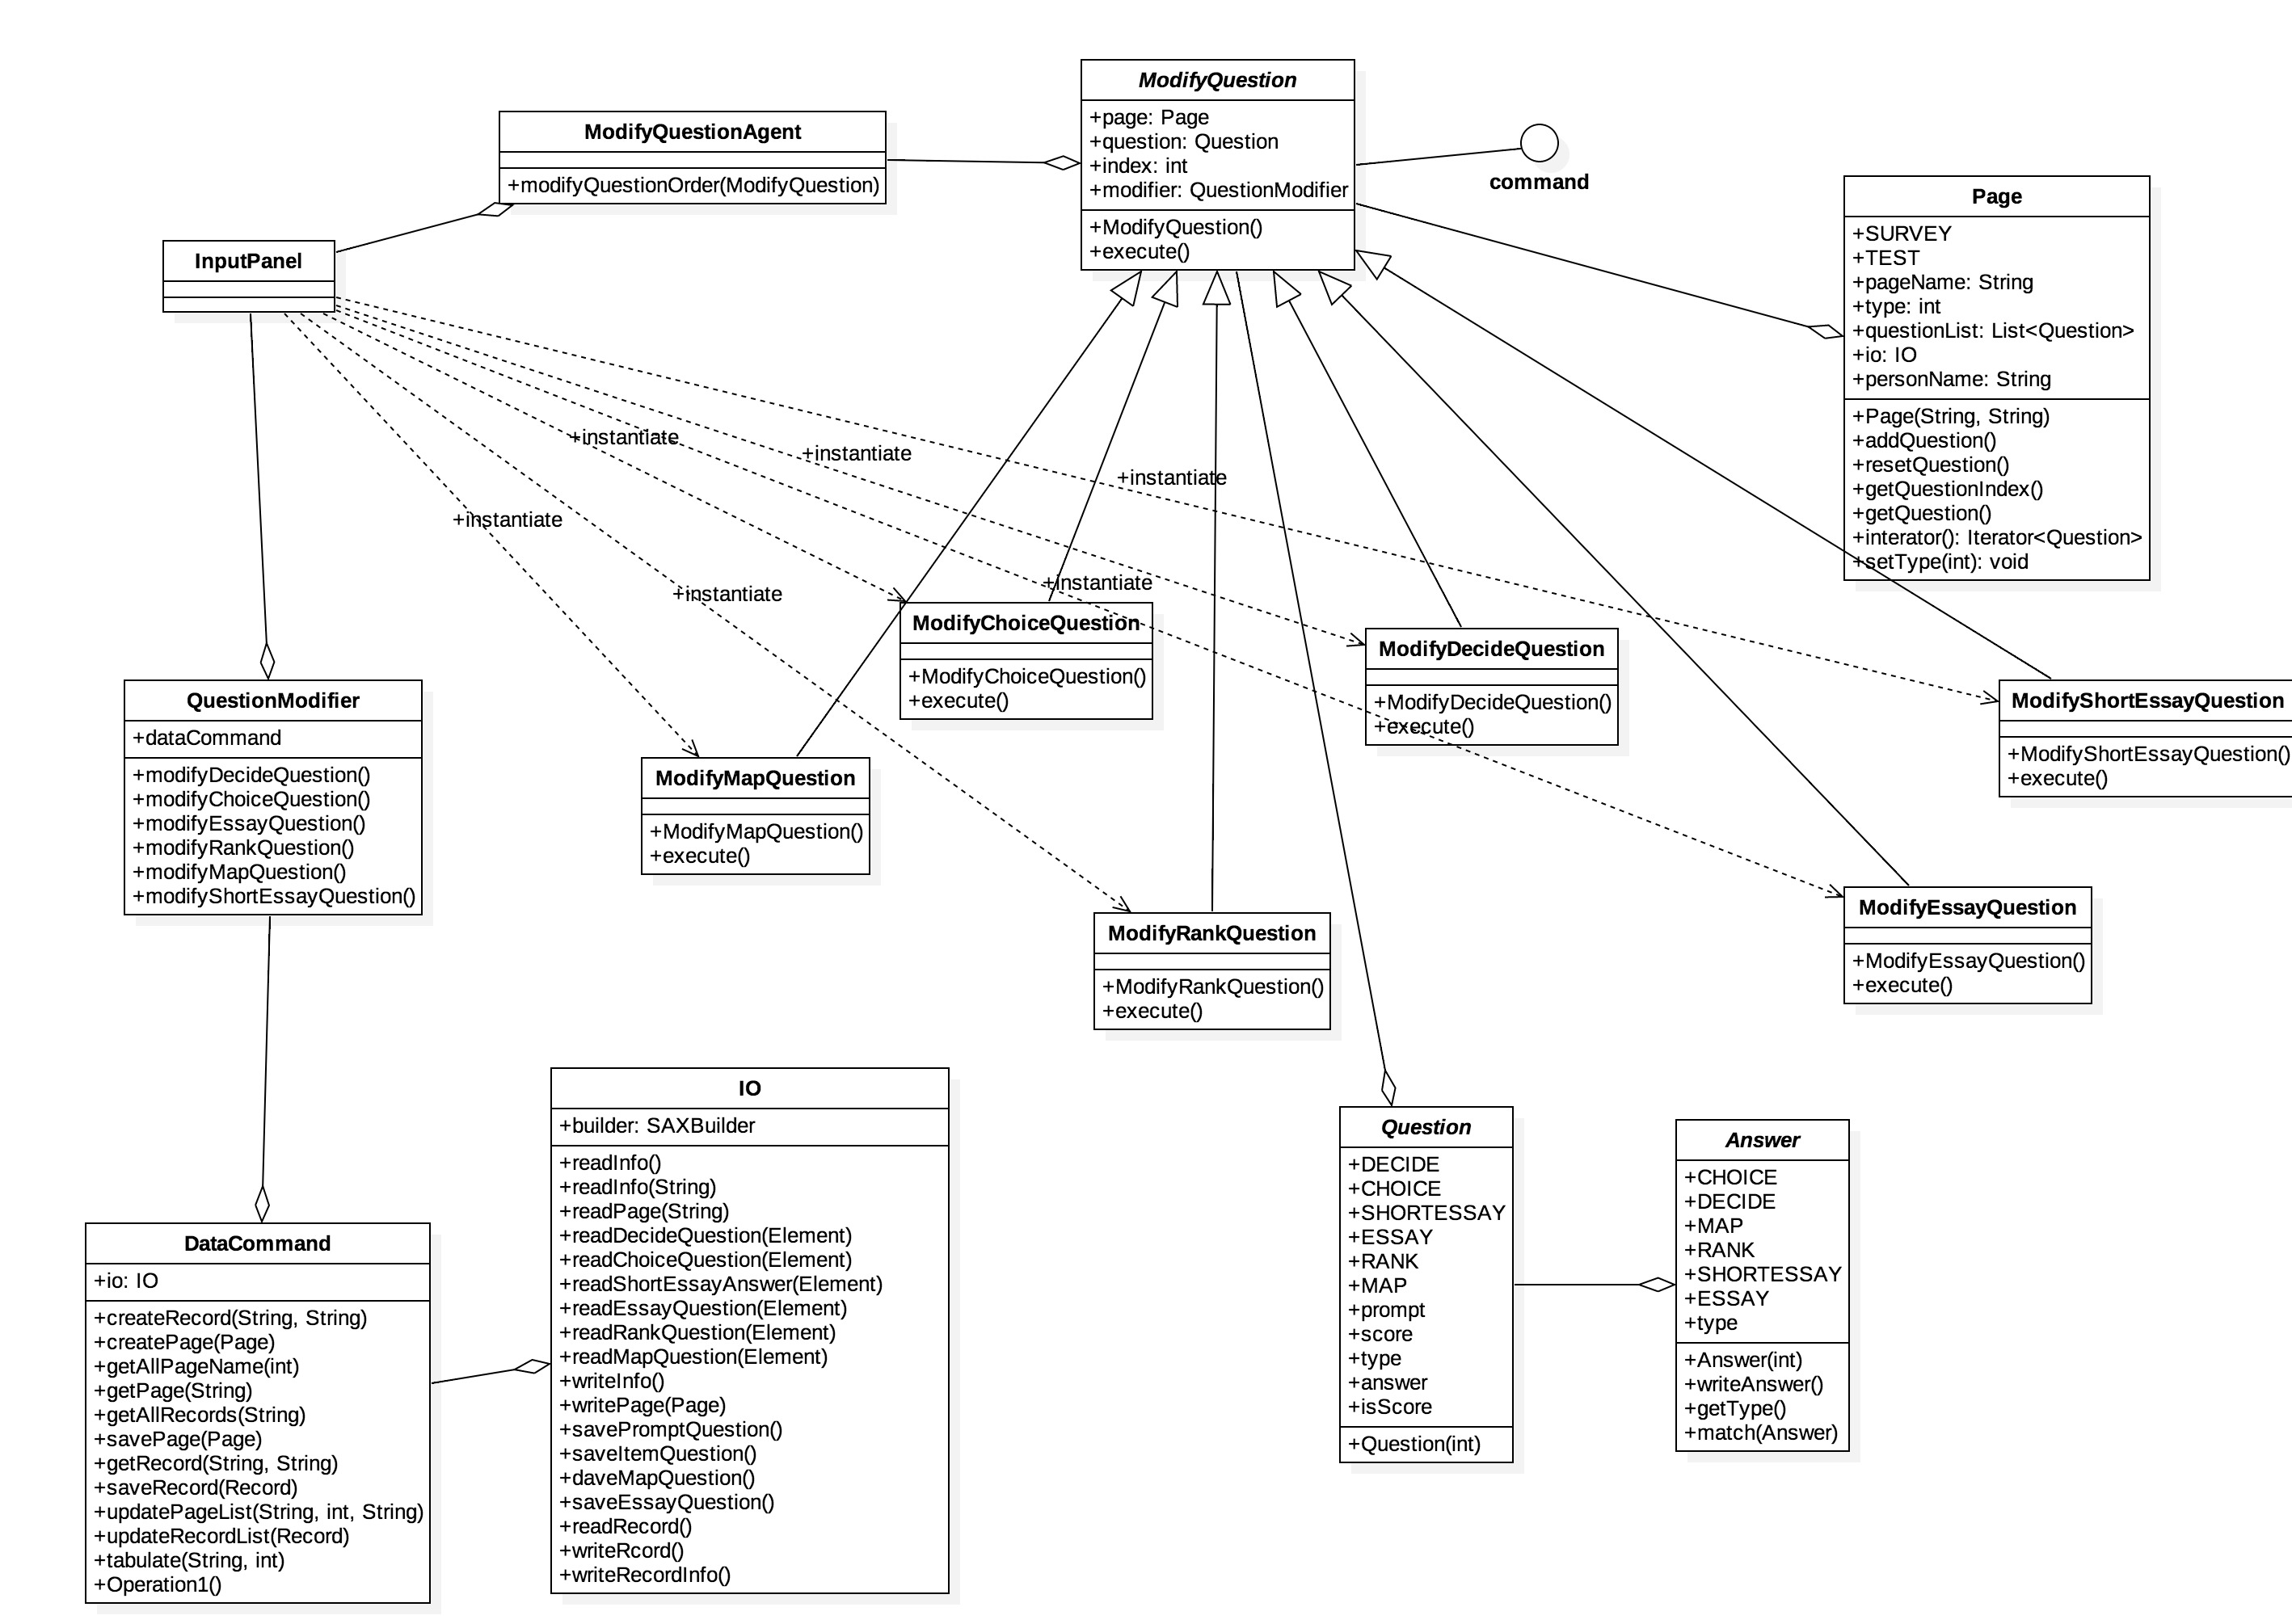 ModifyQuestion
+page: Page
+question: Question
+index: int
+modifier: QuestionModifier
+ModifyQuestion()
+execute()
ModifyQuestionAgent
+modifyQuestionOrder(ModifyQuestion)
command
Page
+SURVEY
+TEST
+pageName: String
+type: int
+questionList: List<Question>
+io: IO
+personName: String
+Page(String, String)
+addQuestion()
+resetQuestion()
+getQuestionIndex()
+getQuestion()
+interator(): Iterator<Question>
+setType(int): void
InputPanel
+instantiate
+instantiate
+instantiate
+instantiate
+instantiate
+instantiate
ModifyChoiceQuestion
+ModifyChoiceQuestion()
+execute()
ModifyDecideQuestion
+ModifyDecideQuestion()
+execute()
ModifyShortEssayQuestion
+ModifyShortEssayQuestion()
+execute()
QuestionModifier
+dataCommand
+modifyDecideQuestion()
+modifyChoiceQuestion()
+modifyEssayQuestion()
+modifyRankQuestion()
+modifyMapQuestion()
+modifyShortEssayQuestion()
ModifyMapQuestion
+ModifyMapQuestion()
+execute()
ModifyRankQuestion
+ModifyRankQuestion()
+execute()
ModifyEssayQuestion
+ModifyEssayQuestion()
+execute()
IO
+builder: SAXBuilder
+readInfo()
+readInfo(String)
+readPage(String)
+readDecideQuestion(Element)
+readChoiceQuestion(Element)
+readShortEssayAnswer(Element)
+readEssayQuestion(Element)
+readRankQuestion(Element)
+readMapQuestion(Element)
+writeInfo()
+writePage(Page)
+savePromptQuestion()
+saveItemQuestion()
+daveMapQuestion()
+saveEssayQuestion()
+readRecord()
+writeRcord()
+writeRecordInfo()
Question
+DECIDE
+CHOICE
+SHORTESSAY
+ESSAY
+RANK
+MAP
+prompt
+score
+type
+answer
+isScore
+Question(int)
Answer
+CHOICE
+DECIDE
+MAP
+RANK
+SHORTESSAY
+ESSAY
+type
+Answer(int)
+writeAnswer()
+getType()
+match(Answer)
DataCommand
+io: IO
+createRecord(String, String)
+createPage(Page)
+getAllPageName(int)
+getPage(String)
+getAllRecords(String)
+savePage(Page)
+getRecord(String, String)
+saveRecord(Record)
+updatePageList(String, int, String)
+updateRecordList(Record)
+tabulate(String, int)
+Operation1()